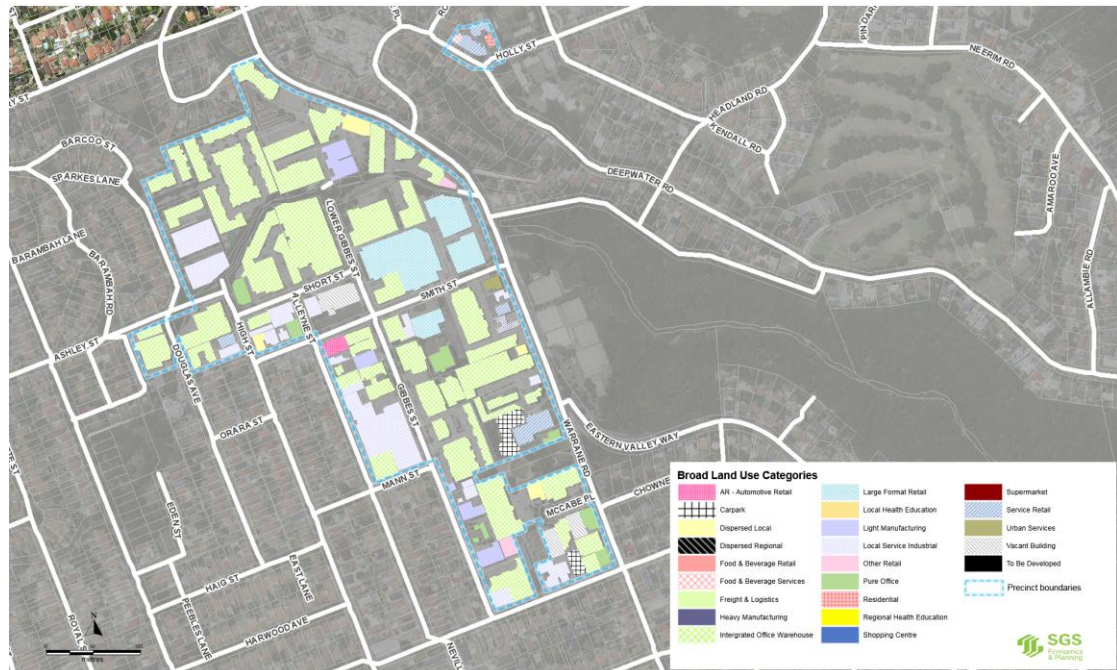 HOLLY ST
PIN DARI
NEERIM RD
HEADLAND RD
KENDALL RD
BARCOO ST
SPARKES LANE
DEEPWATER RD
AMAROO AVE
BARAMBAH LANE
BARAMBAH RD
LOWER GIBBES ST
ALLAMBIE RD
SHORT ST
SMITH ST
ALLEYNE ST
HIGH ST
ASHLEY ST
DOUGLAS AVE
GIBBES ST
ORARA ST
WARRANE RD
EASTERN VALLEY WAY
MANN ST
EDEN ST
MCCABE PL
CHOWNE
EAST LANE
HAIG ST
PEEBLES LANE
HARWOOD AVE
ROYAL
NEVILL
N
metres
Broad Land Use Categories
AR - Automotive Retail
Carpark
Dispersed Local
Dispersed Regional
Food & Beverage Retail
Food & Beverage Services
Freight & Logistics
Heavy Manufacturing
Intergrated Office Warehouse
Large Format Retail
Local Health Education
Light Manufacturing
Local Service Industrial
Other Retail
Pure Office
Residential
Regional Health Education
Shopping Centre
Supermarket
Service Retail
Urban Services
Vacant Building
To Be Developed
Precinct boundaries
SGS
Economics
& Planning